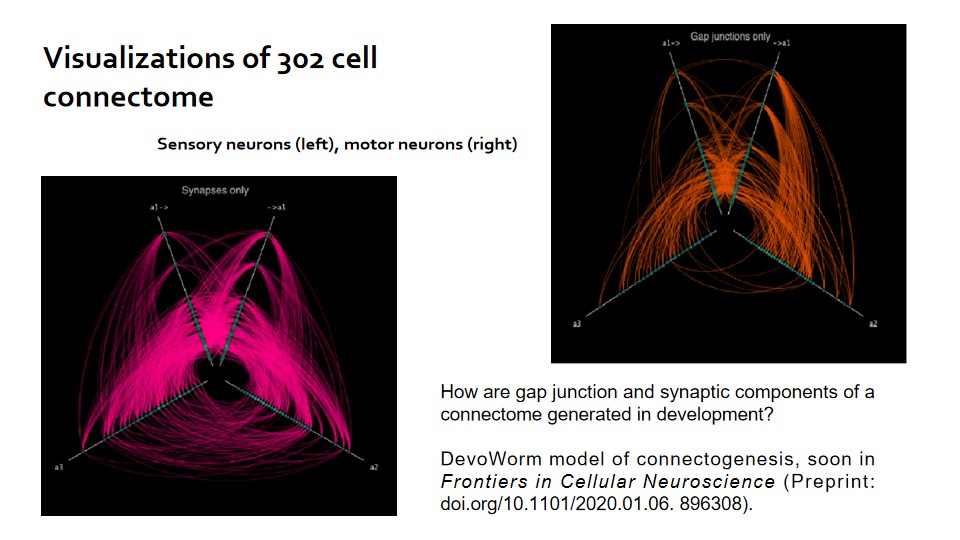 Visualizations of 302 cell
connectome
Sensory neurons (left), motor neurons (right)
Gap junctions only
a1-> ->a1
a3 a2
Synapses only
a1-> ->a1
a3 a2
How are gap junction and synaptic components of a
connectome generated in development?
DevoWorm model of connectogenesis, soon in
Frontiers in Cellular Neuroscience (Preprint:
doi.org/10.1101/2020.01.06. 896308).